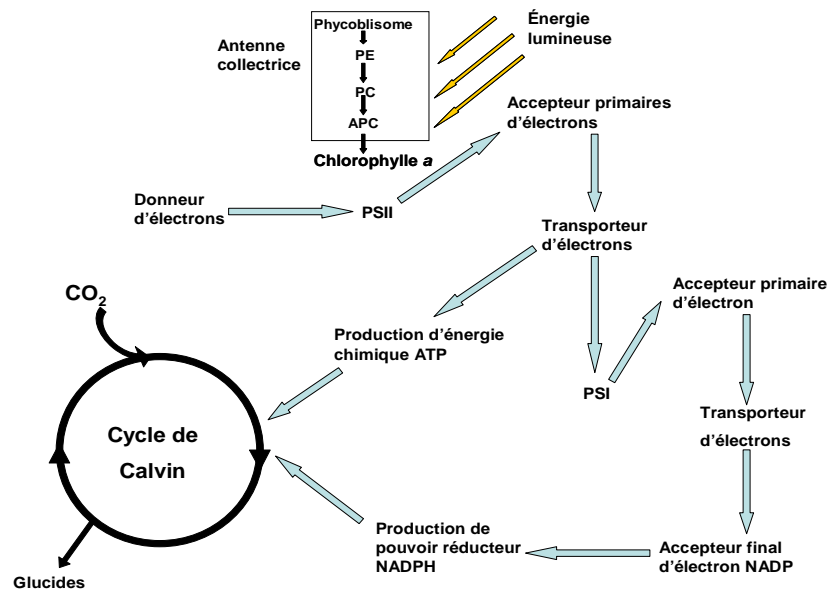 Phycoblisome
PE
PC
APC
Chlorophylle a
Antenne
collectrice
Énergie
lumineuse
Accepteur primaires
d'électrons
Donneur
d'électrons
PSII
Transporteur
d'électrons
Accepteur primaire
d'électron
CO2
Production d'énergie
chimique ATP
PSI
Transporteur
d'électrons
Cycle de
Calvin
Production de
pouvoir réducteur
NADPH
Accepteur final
d'électron NADP
Glucides